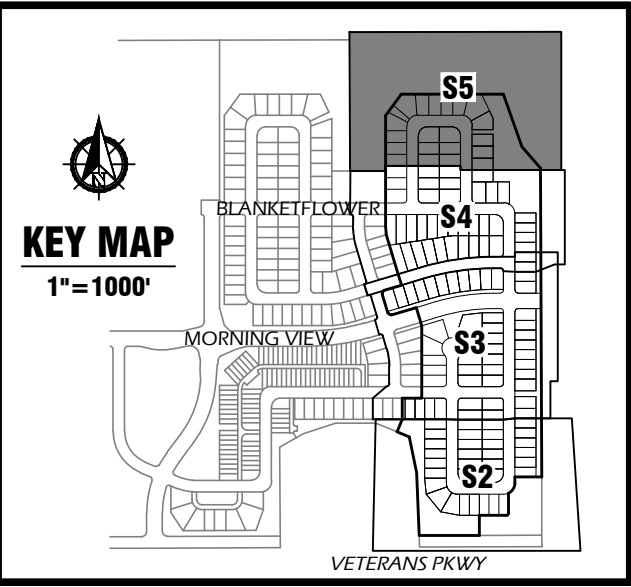 S5
N
BLANKETFLOWER
S4
KEY MAP
1"=1000'
MORNING VIEW
S3
S2
VETERANS PKWY